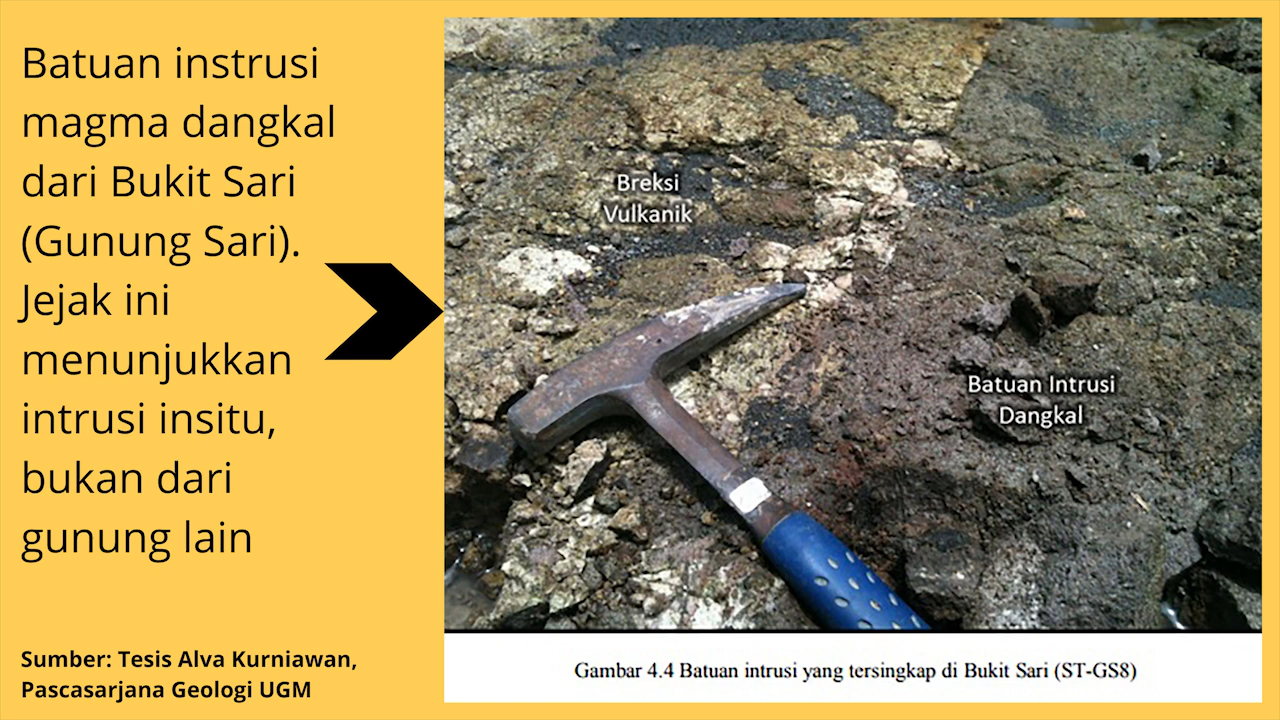 Batuan instrusi
magma dangkal
dari Bukit Sari
(Gunung Sari).
Jejak ini
menunjukkan
intrusi insitu,
bukan dari
gunung lain
Sumber: Tesis Alva Kurniawan,
Pascasarjana Geologi UGM
Breksi
Vulkanik
Batuan Intrusi
Dangkal
Gambar 4.4 Batuan intrusi yang tersingkap di Bukit Sari (ST-GS8)